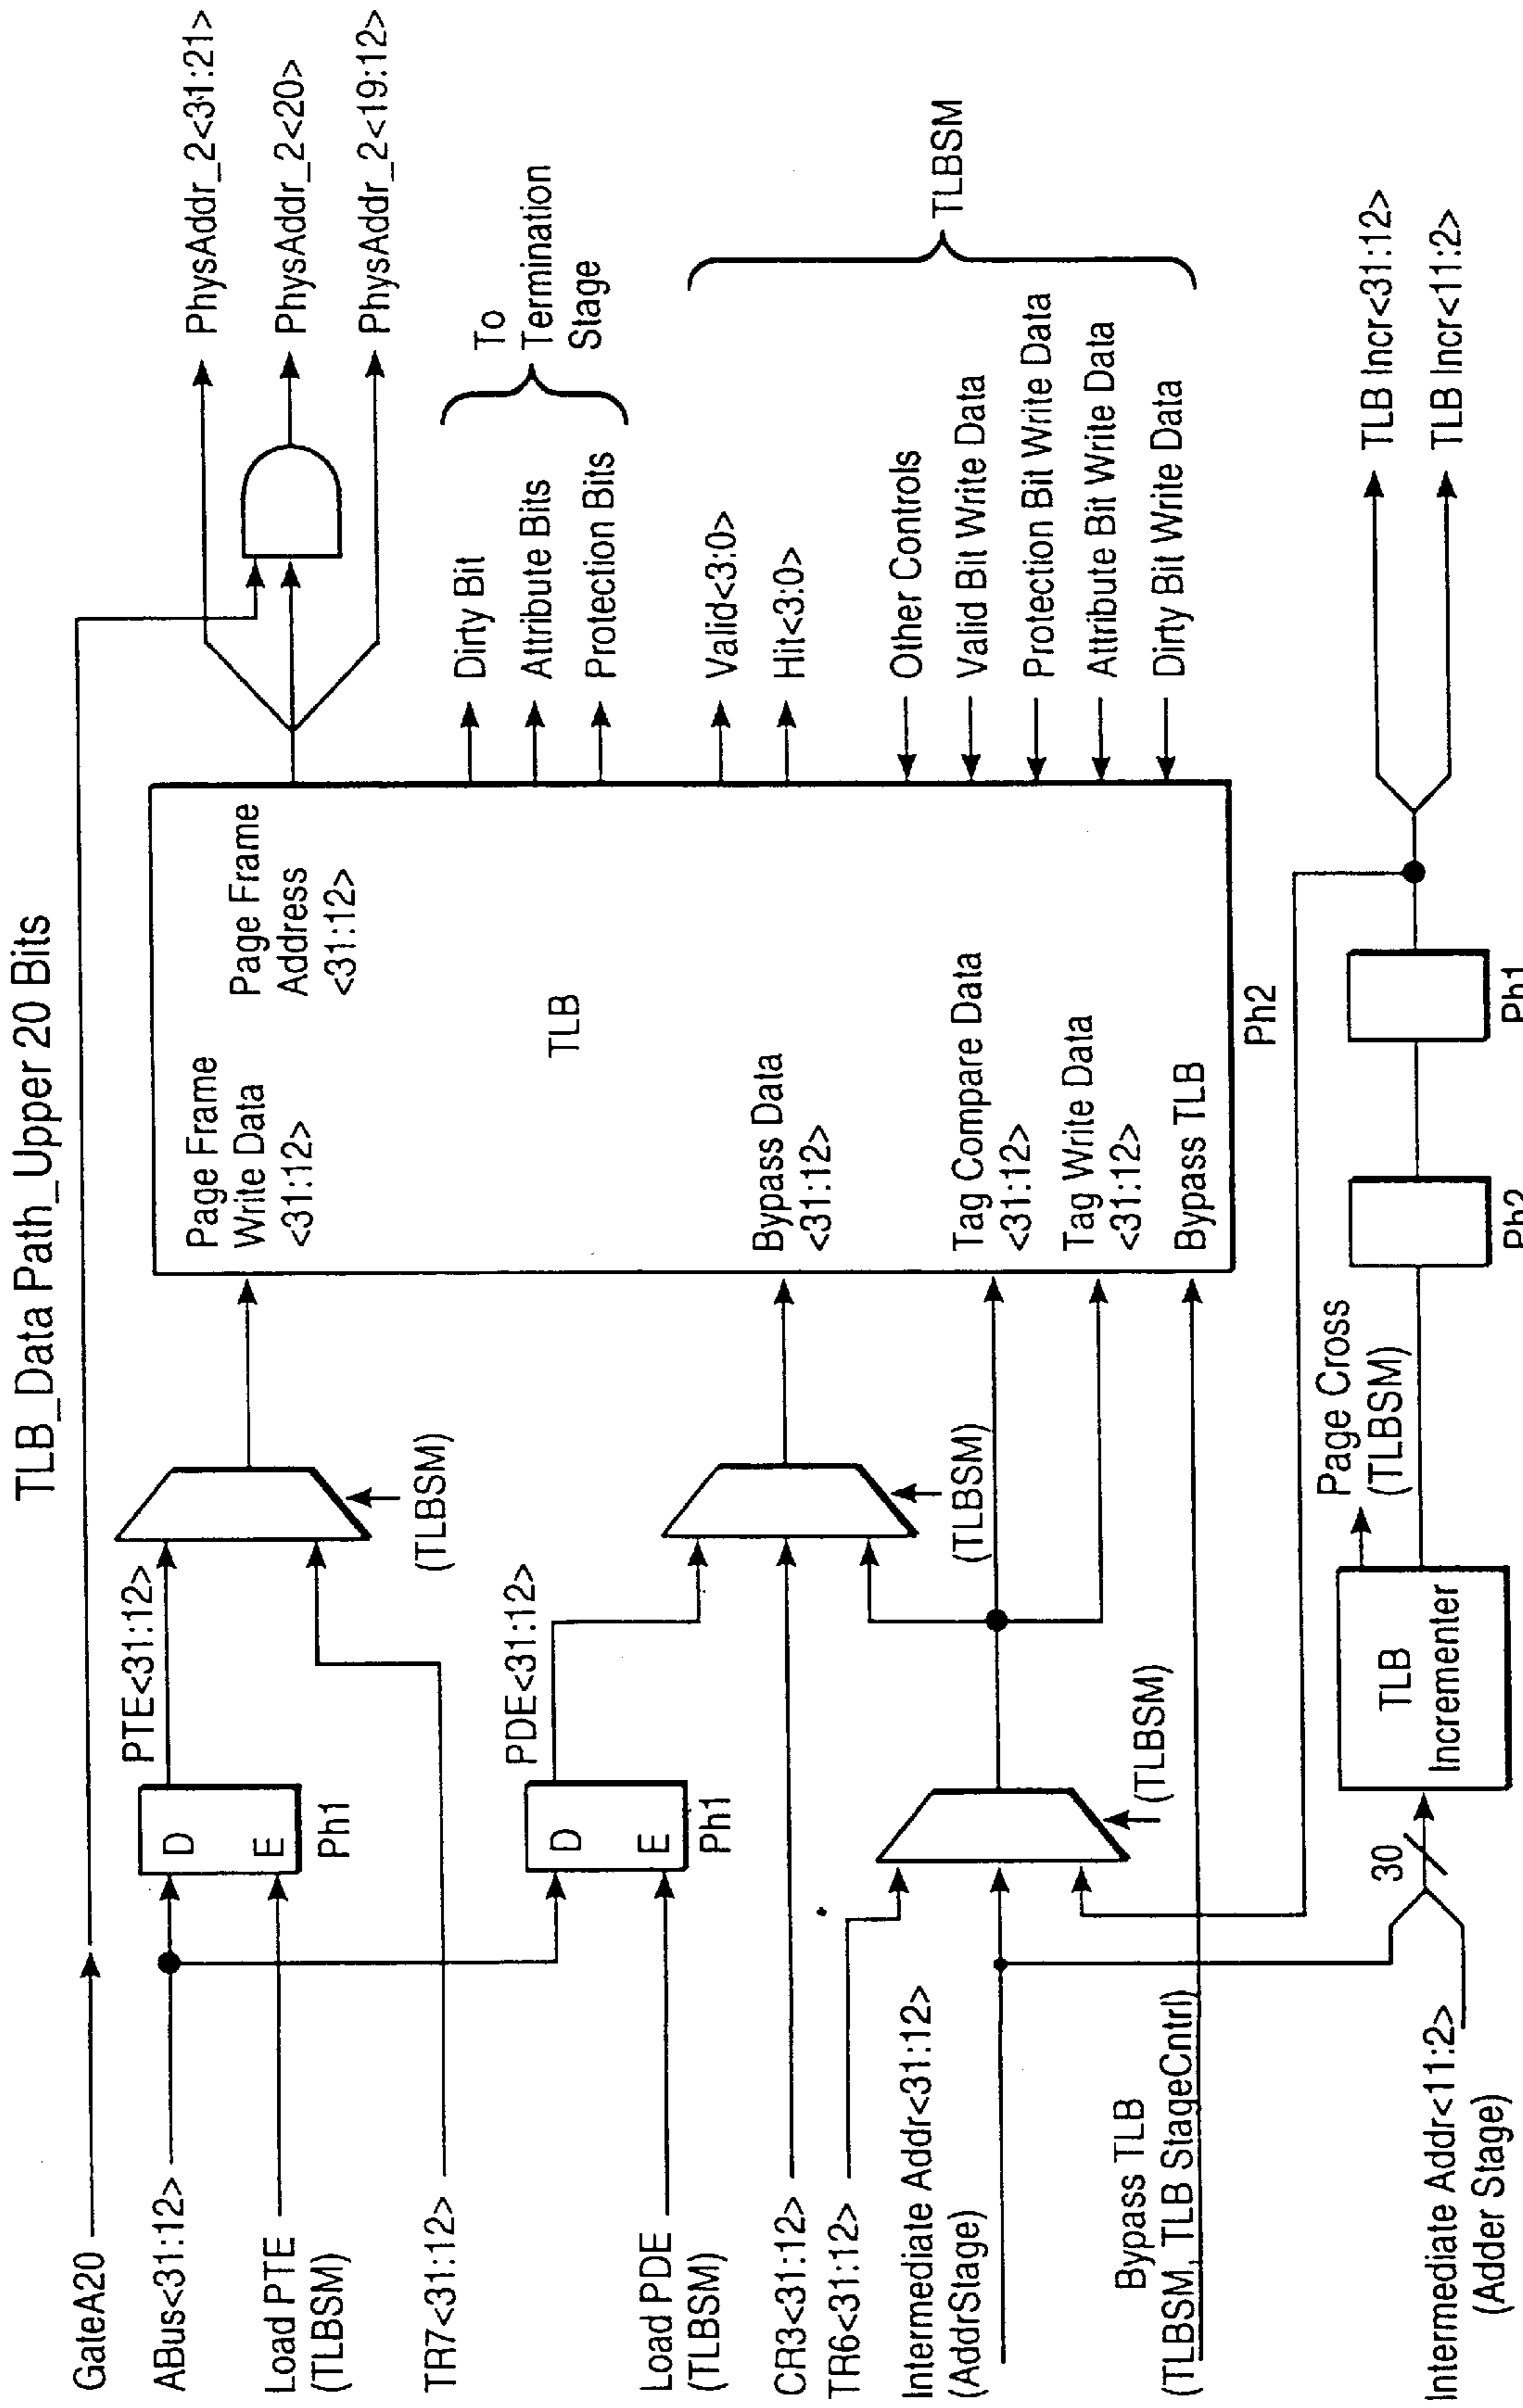 TLB_Data Path_Upper 20 Bits
GateA20
ABus<31:12>
Load PTE
(TLBSM)
TR7<31:12>
Load PDE
(TLBSM)
CR3<31:12>
TR6<31:12>
Intermediate Addr<31:12>
(AddrStage)
Bypass TLB
(TLBSM, TLB StageCntrl)
Intermediate Addr<11:2>
(Adder Stage)
D
E
Ph1
PTE<31:12>
(TLBSM)
D
E
Ph1
PDE<31:12>
(TLBSM)
(TLBSM)
30
TLB
Incrementer
Page Cross
(TLBSM)
Ph2
Ph1
Page Frame
Write Data
<31:12>
Page Frame
Address
<31:12>
TLB
Bypass Data
<31:12>
Tag Compare Data
<31:12>
Tag Write Data
<31:12>
Bypass TLB
Ph2
PhysAddr_2<31:21>
PhysAddr_2<20>
PhysAddr_2<19:12>
Dirty Bit
Attribute Bits
Protection Bits
To
Termination
Stage
Valid<3:0>
Hit<3:0>
Other Controls
Valid Bit Write Data
Protection Bit Write Data
Attribute Bit Write Data
Dirty Bit Write Data
TLBSM
TLB Incr<31:12>
TLB Incr<11:2>